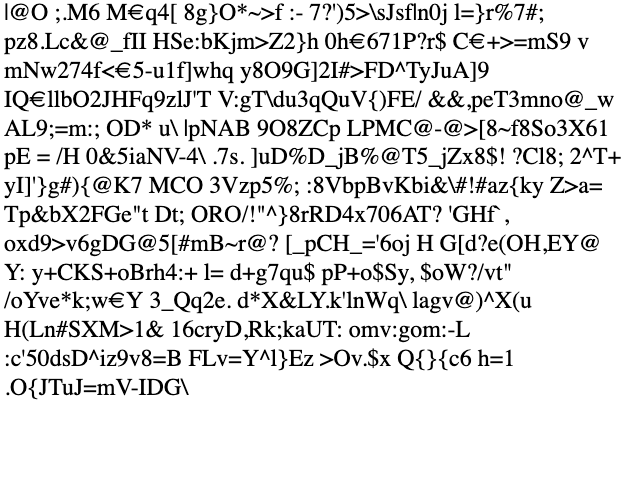 |@O ;.M6 M€q4[ 8g}O*~>f :- 7?')5>\sJsf|n0j l=}r%7#;
pz8.Lc&@_fII HSe:bKjm>Z2}h 0h€671P?r$ C€+>=mS9 v
mNw274f<€5-u1f]whq y8O9G]2I#>FD^TyJuA]9
IQ€llbO2JHFq9zlJ'T V:gT\du3qQuV{)FE/ &&,peT3mno@_w
AL9;=m:; OD* u\ |pNAB 9O8ZCp LPMC@-@>[8~f8So3X61
pE = /H 0&5iaNV-4\ .7s. ]uD%D_jB%@T5_jZx8$! ?Cl8; 2^T+
yI]'}g#){@K7 MCO 3Vzp5%; :8VbpBvKbi&\#!#az{ky Z>a=
Tp&bX2FGe"t Dt; ORO/!"^}8rRD4x706AT? 'GHf`,
oxd9>v6gDG@5[#mB~r@? [_pCH_='6oj H G[d?e(OH,EY@
Y: y+CKS+oBrh4:+ l= d+g7qu$ pP+o$Sy, $oW?/vt"
/oYve*k;w€Y 3_Qq2e. d*X&LY.k'lnWq\ lagv@)^X(u
H(Ln#SXM>1& 16cryD,Rk;kaUT: omv:gom:-L
:c'50dsD^iz9v8=B FLv=Y^l}Ez >Ov.$x Q{}{c6 h=1
.O{JTuJ=mV-IDG\